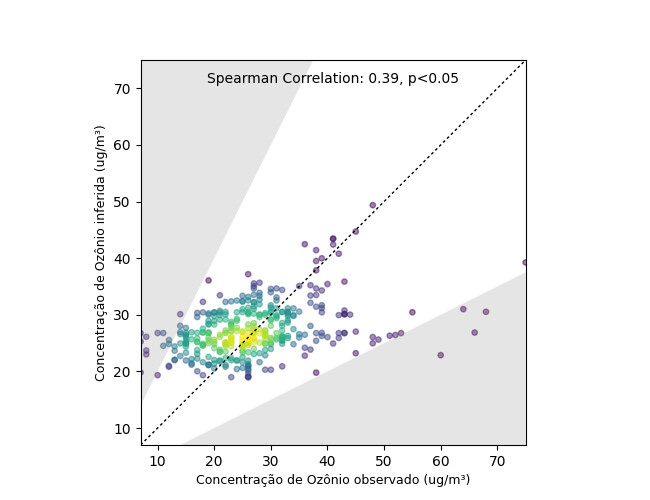 Spearman Correlation: 0.39, p<0.05
70
60
50
40
30
20
10
Concentração de Ozônio inferida (ug/m³)
10 20 30 40 50 60 70
Concentração de Ozônio observado (ug/m³)